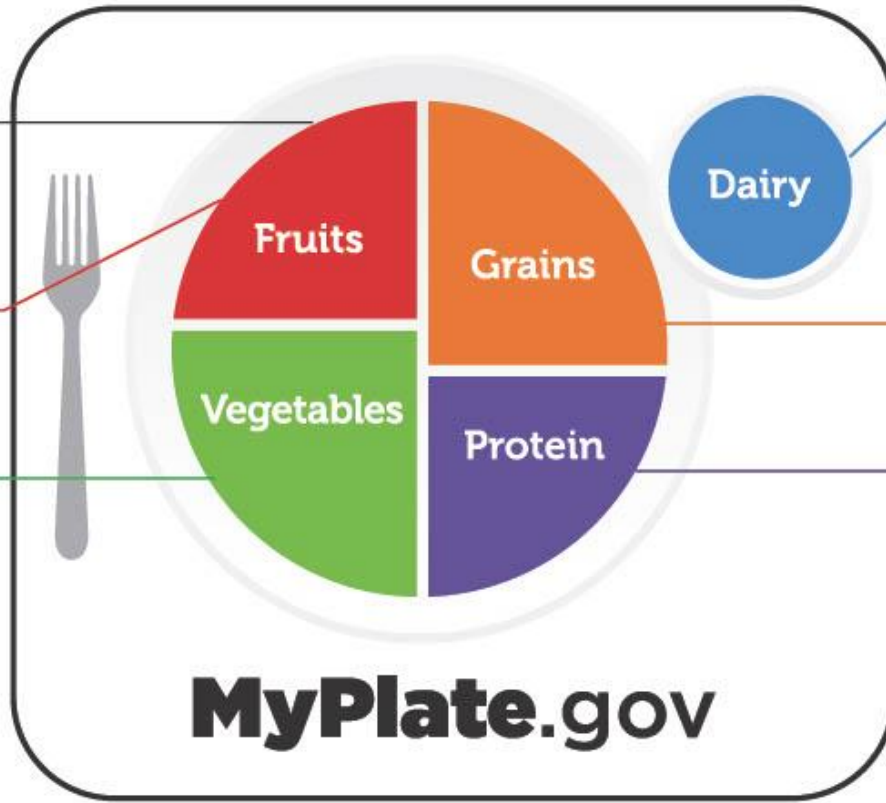 Fruits
Grains
Dairy
Vegetables
Protein
MyPlate.gov